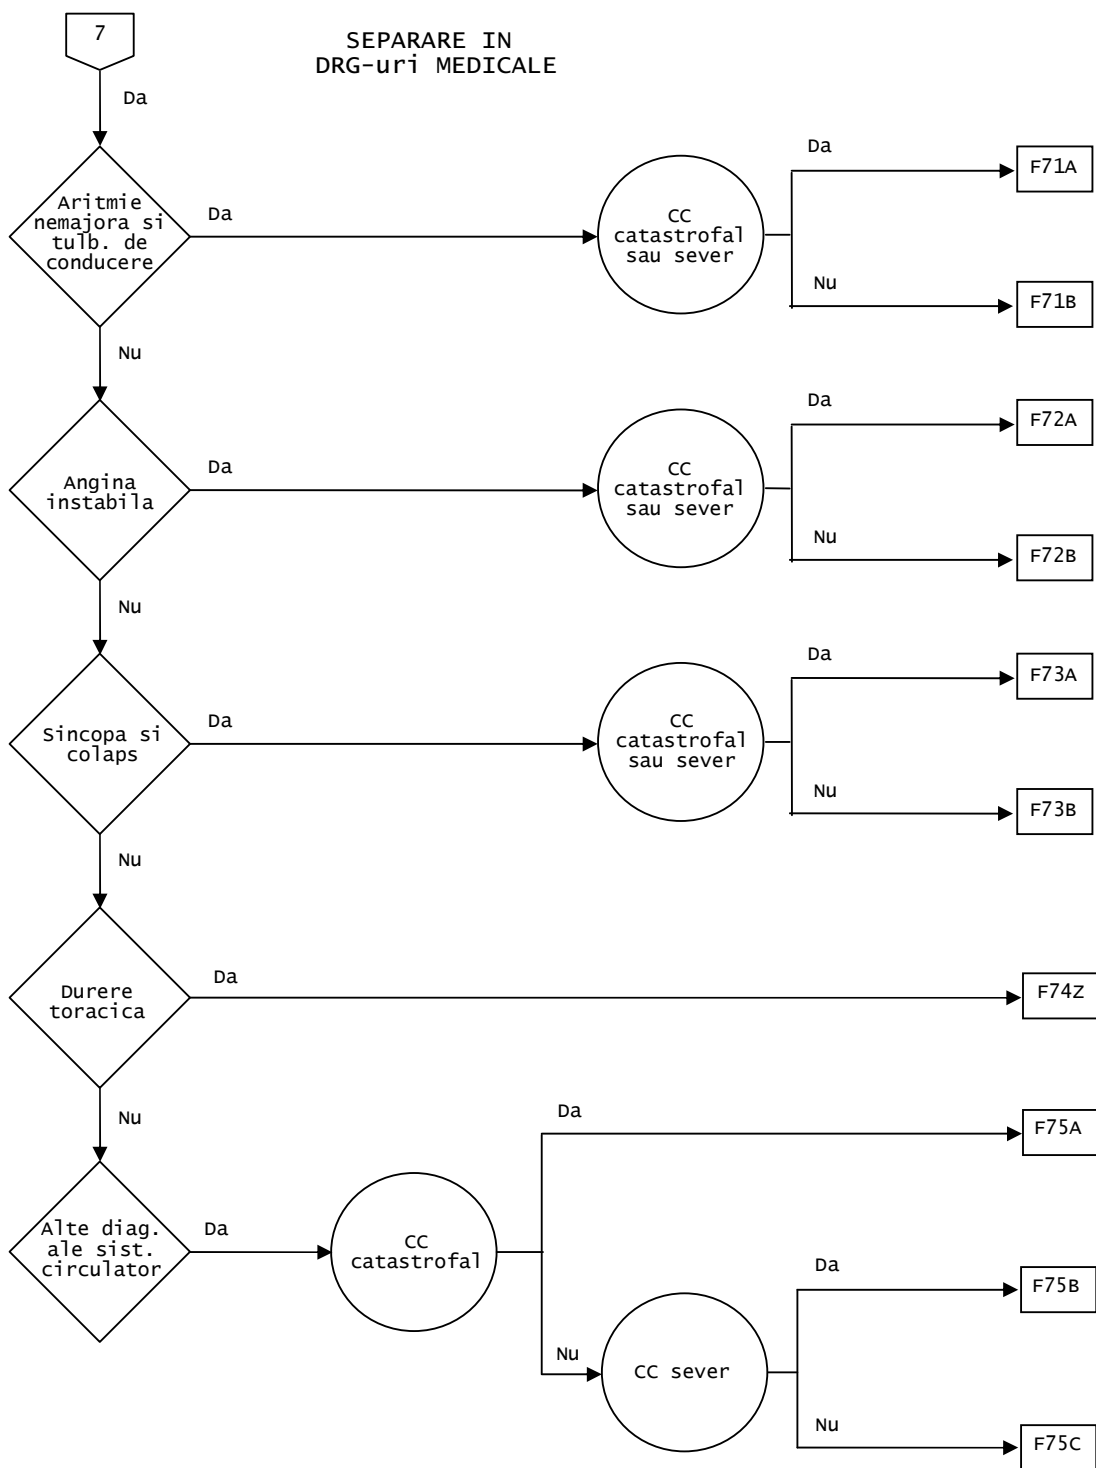 7
SEPARARE IN
DRG-uri MEDICALE
Da
Aritmie
nemajora si
tulb. de
conducere
Da
CC
catastrofal
sau sever
Da
F71A
Nu
F71B
Nu
Angina
instabila
Da
CC
catastrofal
sau sever
Da
F72A
Nu
F72B
Nu
Sincopa si
colaps
Da
CC
catastrofal
sau sever
Da
F73A
Nu
F73B
Nu
Durere
toracica
Da
F74Z
Nu
Alte diag.
ale sist.
circulator
Da
CC
catastrofal
Da
F75A
Nu
CC sever
Da
F75B
Nu
F75C